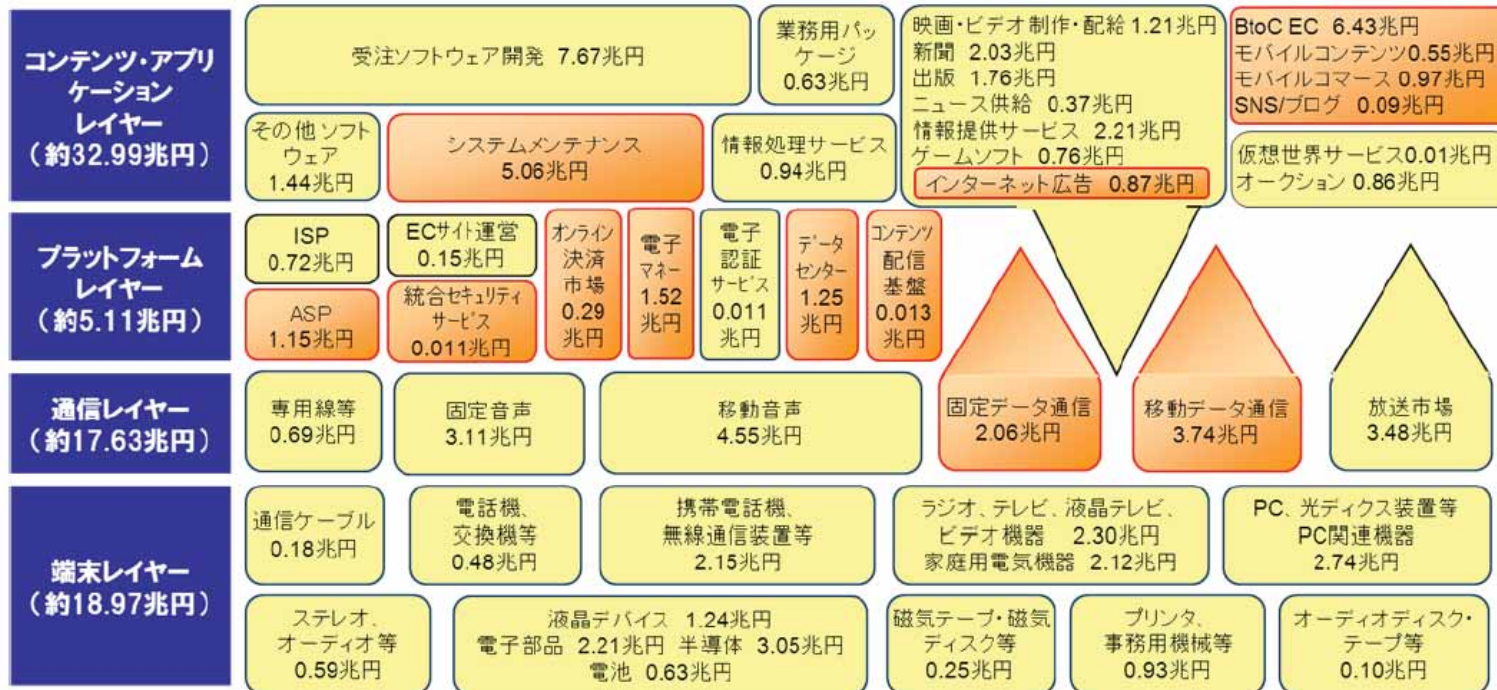 コンテンツ・アプリ
ケーション
レイヤー
(約32.99兆円)
受注ソフトウェア開発 7.67兆円
業務用パッ
ケージ
0.63兆円
映画・ビデオ制作・配給 1.21兆円
新聞 2.03兆円
出版 1.76兆円
ニュース供給 0.37兆円
情報提供サービス 2.21兆円
ゲームソフト 0.76兆円
インターネット広告 0.87兆円
BtoC EC 6.43兆円
モバイルコンテンツ0.55兆円
モバイルコマース 0.97兆円
SNS/ブログ 0.09兆円
その他ソフト
ウェア
1.44兆円
システムメンテナンス
5.06兆円
情報処理サービス
0.94兆円
仮想世界サービス0.01兆円
オークション 0.86兆円
プラットフォーム
レイヤー
(約5.11兆円)
ISP
0.72兆円
ECサイト運営
0.15兆円
オンライン
決済
市場
0.29
兆円
電子
マネー
1.52
兆円
電子
認証
サービス
0.011
兆円
データ
センター
1.25
兆円
コンテンツ
配信
基盤
0.013
兆円
ASP
1.15兆円
統合セキュリティ
サービス
0.011兆円
通信レイヤー
(約17.63兆円)
専用線等
0.69兆円
固定音声
3.11兆円
移動音声
4.55兆円
固定データ通信
2.06兆円
移動データ通信
3.74兆円
放送市場
3.48兆円
端末レイヤー
(約18.97兆円)
通信ケーブル
0.18兆円
電話機、
交換機等
0.48兆円
携帯電話機、
無線通信装置等
2.15兆円
ラジオ、テレビ、液晶テレビ、
ビデオ機器 2.30兆円
家庭用電気機器 2.12兆円
PC、光ディクス装置等
PC関連機器
2.74兆円
ステレオ、
オーディオ等
0.59兆円
液晶デバイス 1.24兆円
電子部品 2.21兆円 半導体 3.05兆円
電池 0.63兆円
磁気テープ・磁気
ディスク等
0.25兆円
プリンタ、
事務用機械等
0.93兆円
オーディオディスク・
テープ等
0.10兆円